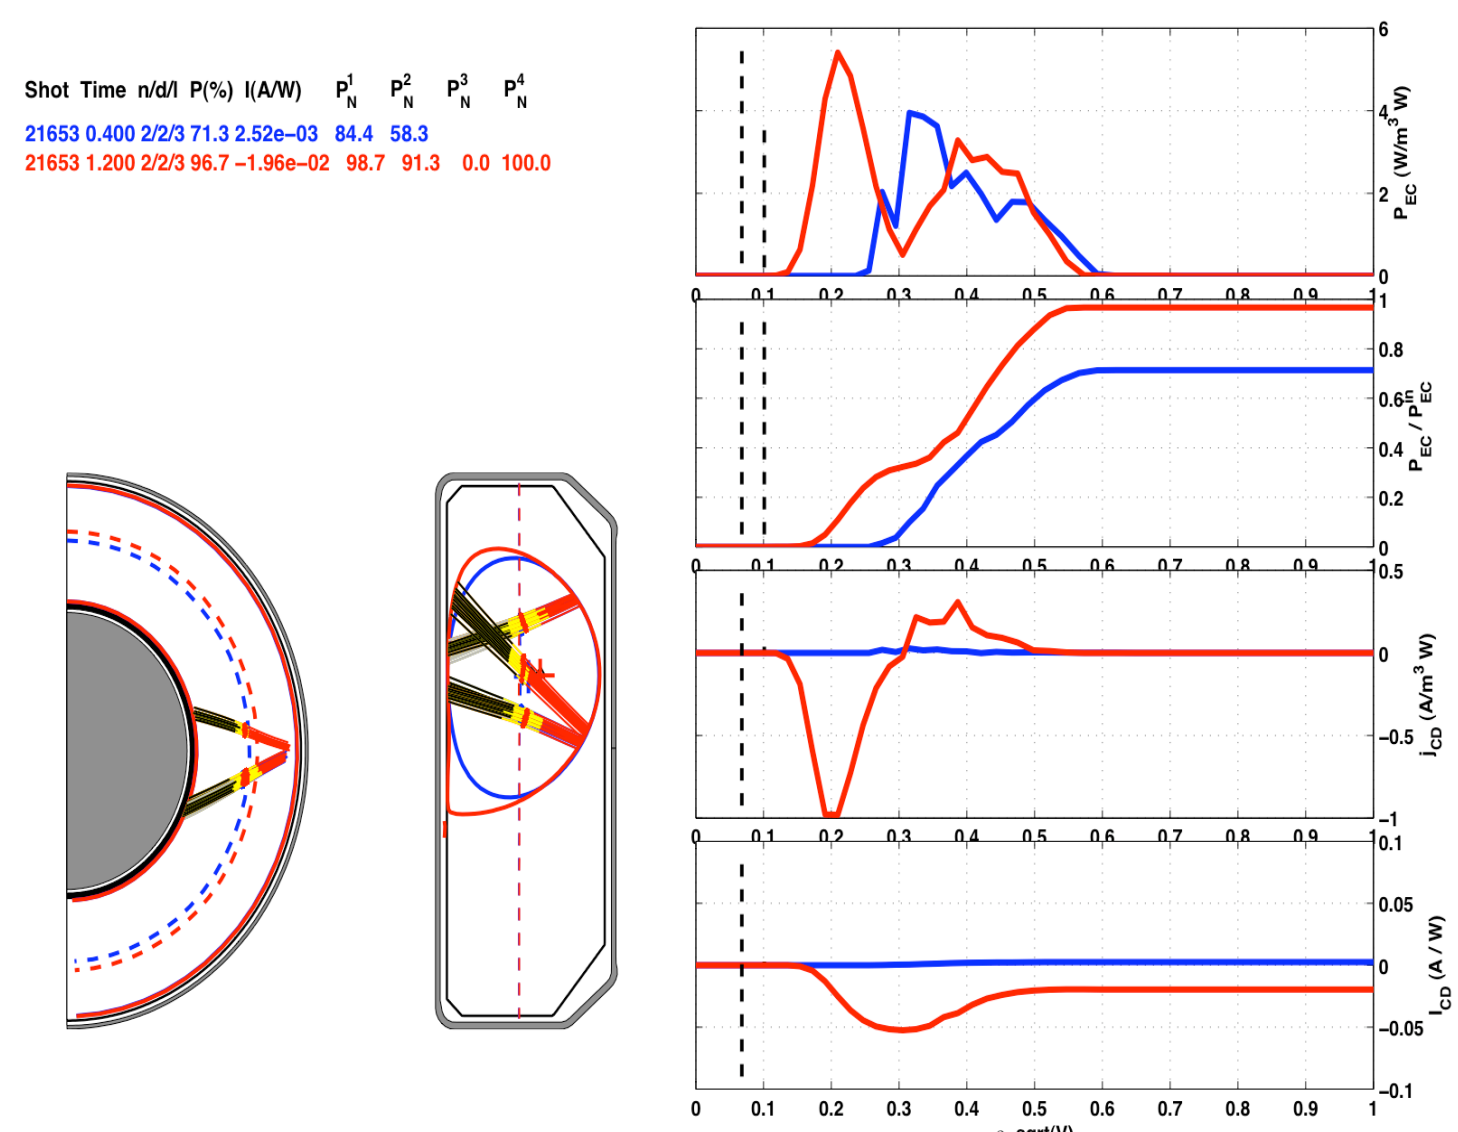 Shot Time n/d/l P(%) I(A/W) P1N P2N P3N P4N
21653 0.400 2/2/3 71.3 2.52e−03 84.4 58.3
21653 1.200 2/2/3 96.7 −1.96e−02 98.7 91.3 0.0 100.0
6
4
2
0
PEC (W/m3 W)
0 0.1 0.2 0.3 0.4 0.5 0.6 0.7 0.8 0.9 1
1
0.8
0.6
0.4
0.2
0
PEC / PinEC
0 0.1 0.2 0.3 0.4 0.5 0.6 0.7 0.8 0.9 1
0.5
0
−0.5
−1
jCD (A/m3 W)
0 0.1 0.2 0.3 0.4 0.5 0.6 0.7 0.8 0.9 1
0.1
0.05
0
−0.05
−0.1
ICD (A / W)
0 0.1 0.2 0.3 0.4 0.5 0.6 0.7 0.8 0.9 1
sqrt(V)